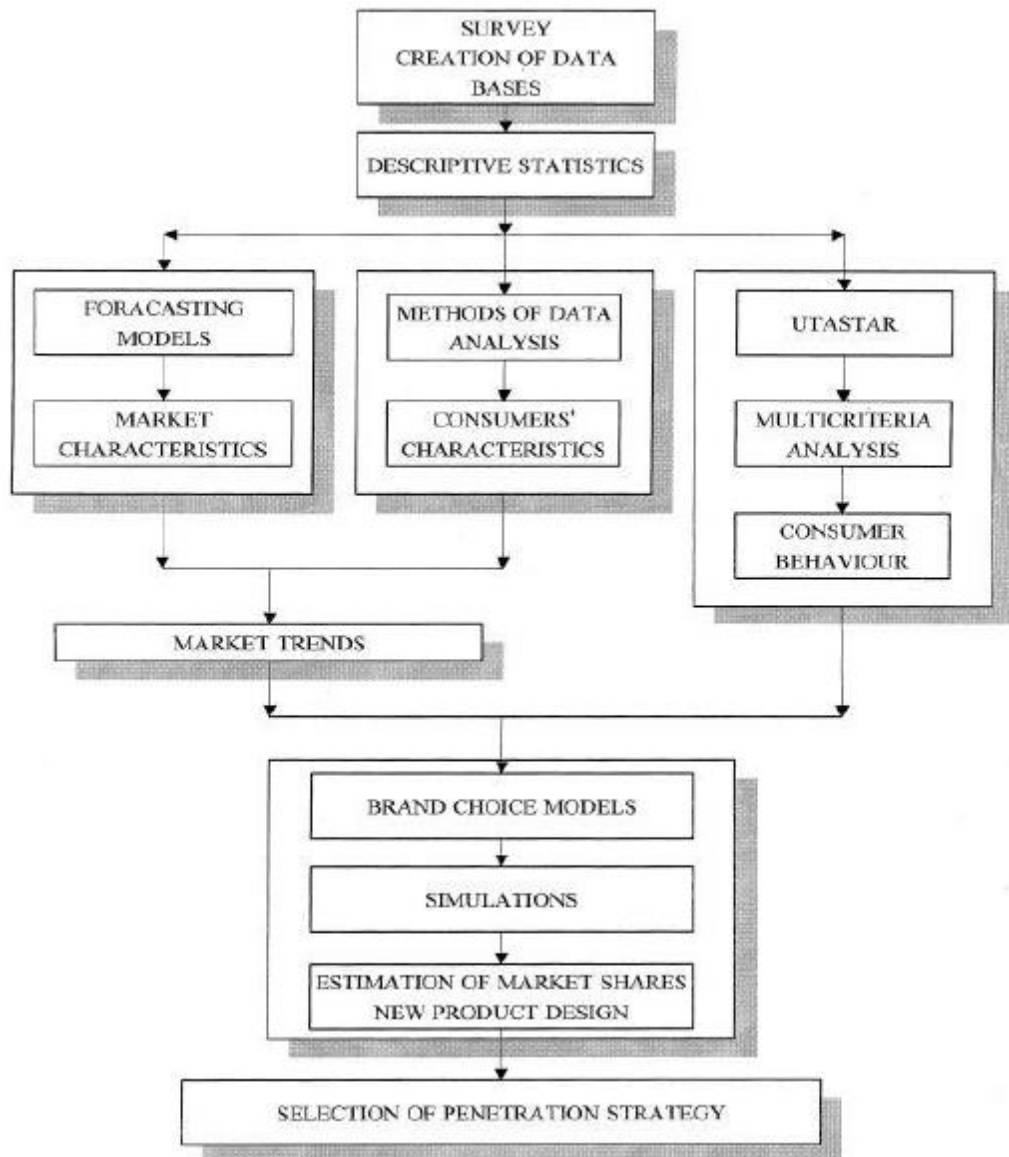 SURVEY
CREATION OF DATA
BASES
DESCRIPTIVE STATISTICS
FORACASTING
MODELS
MARKET
CHARACTERISTICS
METHODS OF DATA
ANALYSIS
CONSUMERS'
CHARACTERISTICS
UTASTAR
MULTICRITERIA
ANALYSIS
CONSUMER
BEHAVIOUR
MARKET TRENDS
BRAND CHOICE MODELS
SIMULATIONS
ESTIMATION OF MARKET SHARES
NEW PRODUCT DESIGN
SELECTION OF PENETRATION STRATEGY